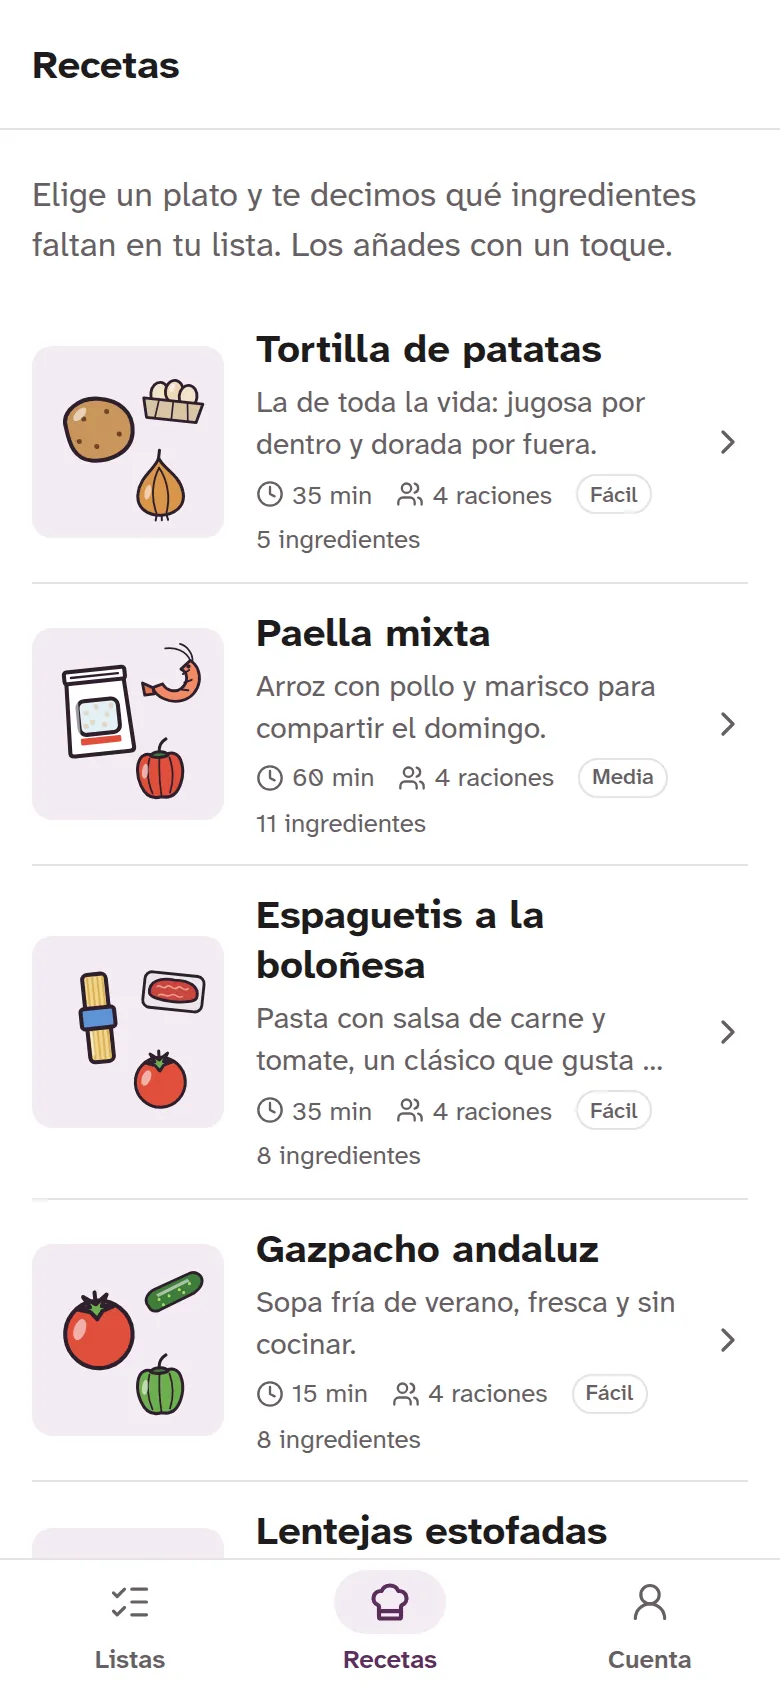 Recetas
Elige un plato y te decimos qué ingredientes
faltan en tu lista. Los añades con un toque.
Tortilla de patatas
La de toda la vida: jugosa por
dentro y dorada por fuera.
35 min 4 raciones Fácil
5 ingredientes
Paella mixta
Arroz con pollo y marisco para
compartir el domingo.
60 min 4 raciones Media
11 ingredientes
Espaguetis a la
boloñesa
Pasta con salsa de carne y
tomate, un clásico que gusta ...
35 min 4 raciones Fácil
8 ingredientes
Gazpacho andaluz
Sopa fría de verano, fresca y sin
cocinar.
15 min 4 raciones Fácil
8 ingredientes
Lentejas estofadas
Listas Recetas Cuenta